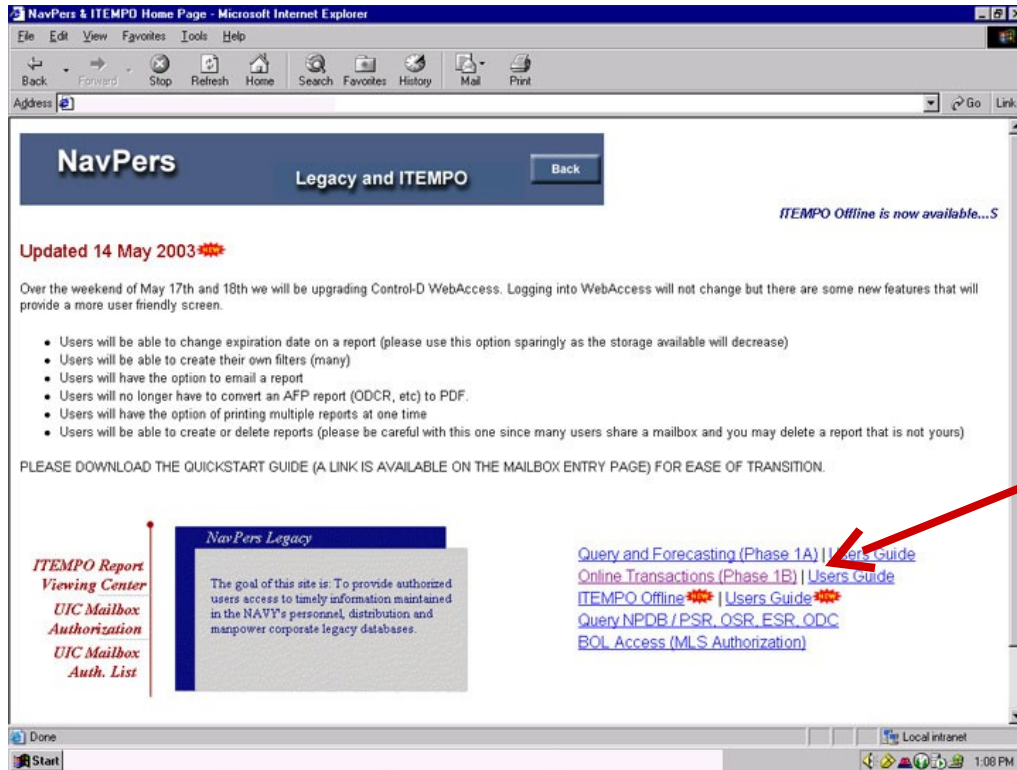 NavPers & ITEMPO Home Page - Microsoft Internet Explorer
File Edit View Favorites Tools Help
Back Forward Stop Refresh Home Search Favorites History Mail Print
Address Go Link
NavPers
Legacy and ITEMPO
Back
ITEMPO Offline is now available...S
Updated 14 May 2003
Over the weekend of May 17th and 18th we will be upgrading Control-D WebAccess. Logging into WebAccess will not change but there are some new features that will
provide a more user friendly screen.
• Users will be able to change expiration date on a report (please use this option sparingly as the storage available will decrease)
• Users will be able to create their own filters (many)
• Users will have the option to email a report
• Users will no longer have to convert an AFP report (ODCR, etc) to PDF.
• Users will have the option of printing multiple reports at one time
• Users will be able to create or delete reports (please be careful with this one since many users share a mailbox and you may delete a report that is not yours)
PLEASE DOWNLOAD THE QUICKSTART GUIDE (A LINK IS AVAILABLE ON THE MAILBOX ENTRY PAGE) FOR EASE OF TRANSITION.
ITEMPO Report
Viewing Center
UIC Mailbox
Authorization
UIC Mailbox
Auth. List
NavPers Legacy
The goal of this site is: To provide authorized
users access to timely information maintained
in the NAVY's personnel, distribution and
manpower corporate legacy databases.
Query and Forecasting (Phase 1A) | Users Guide
Online Transactions (Phase 1B) | Users Guide
ITEMPO Offline | Users Guide
Query NPDB / PSR, OSR, ESR, ODC
BOL Access (MLS Authorization)
Done
Local intranet
Start
1:08 PM